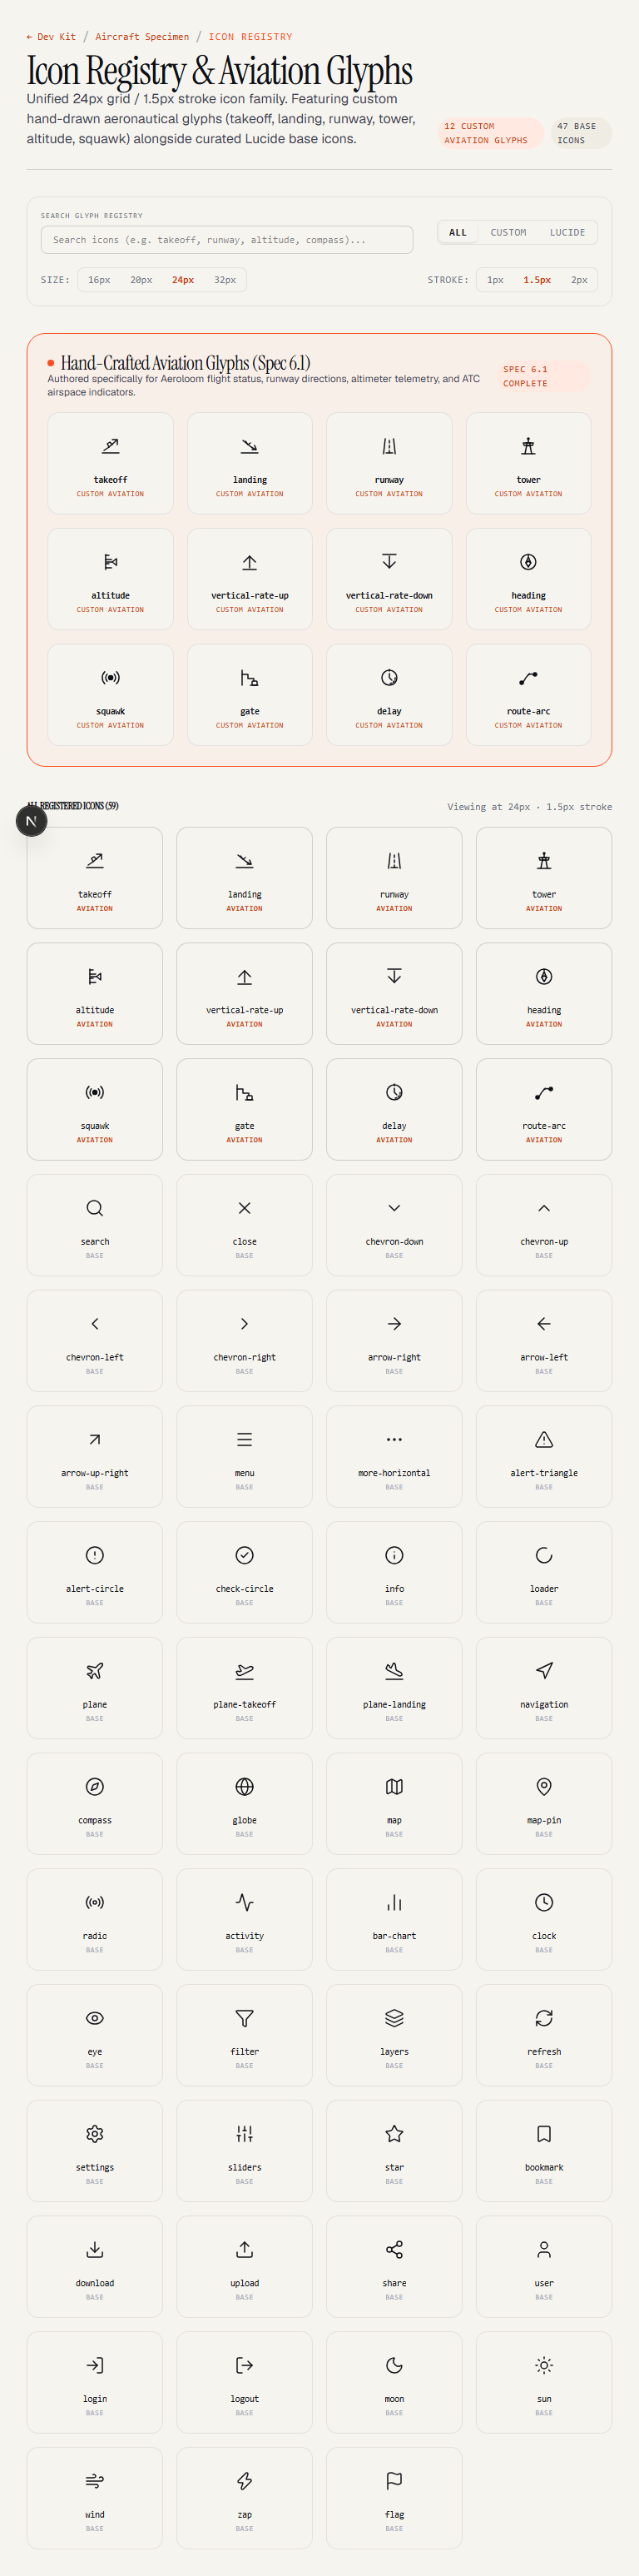 ← Dev Kit / Aircraft Specimen / ICON REGISTRY
Icon Registry & Aviation Glyphs
Unified 24px grid / 1.5px stroke icon family. Featuring custom
hand-drawn aeronautical glyphs (takeoff, landing, runway, tower,
altitude, squawk) alongside curated Lucide base icons.
12 CUSTOM
AVIATION GLYPHS
47 BASE
ICONS
SEARCH GLYPH REGISTRY
Search icons (e.g. takeoff, runway, altitude, compass)...
ALL CUSTOM LUCIDE
SIZE: 16px 20px 24px 32px
STROKE: 1px 1.5px 2px
Hand-Crafted Aviation Glyphs (Spec 6.1)
Authored specifically for Aeroloom flight status, runway directions, altimeter telemetry, and ATC
airspace indicators.
SPEC 6.1
COMPLETE
takeoff landing runway tower
CUSTOM AVIATION CUSTOM AVIATION CUSTOM AVIATION CUSTOM AVIATION
altitude vertical-rate-up vertical-rate-down heading
CUSTOM AVIATION CUSTOM AVIATION CUSTOM AVIATION CUSTOM AVIATION
squawk gate delay route-arc
CUSTOM AVIATION CUSTOM AVIATION CUSTOM AVIATION CUSTOM AVIATION
ALL REGISTERED ICONS (59)
Viewing at 24px · 1.5px stroke
N
takeoff landing runway tower
AVIATION AVIATION AVIATION AVIATION
altitude vertical-rate-up vertical-rate-down heading
AVIATION AVIATION AVIATION AVIATION
squawk gate delay route-arc
AVIATION AVIATION AVIATION AVIATION
search close chevron-down chevron-up
BASE BASE BASE BASE
chevron-left chevron-right arrow-right arrow-left
BASE BASE BASE BASE
arrow-up-right menu more-horizontal alert-triangle
BASE BASE BASE BASE
alert-circle check-circle info loader
BASE BASE BASE BASE
plane plane-takeoff plane-landing navigation
BASE BASE BASE BASE
compass globe map map-pin
BASE BASE BASE BASE
radio activity bar-chart clock
BASE BASE BASE BASE
eye filter layers refresh
BASE BASE BASE BASE
settings sliders star bookmark
BASE BASE BASE BASE
download upload share user
BASE BASE BASE BASE
login logout moon sun
BASE BASE BASE BASE
wind zap flag
BASE BASE BASE